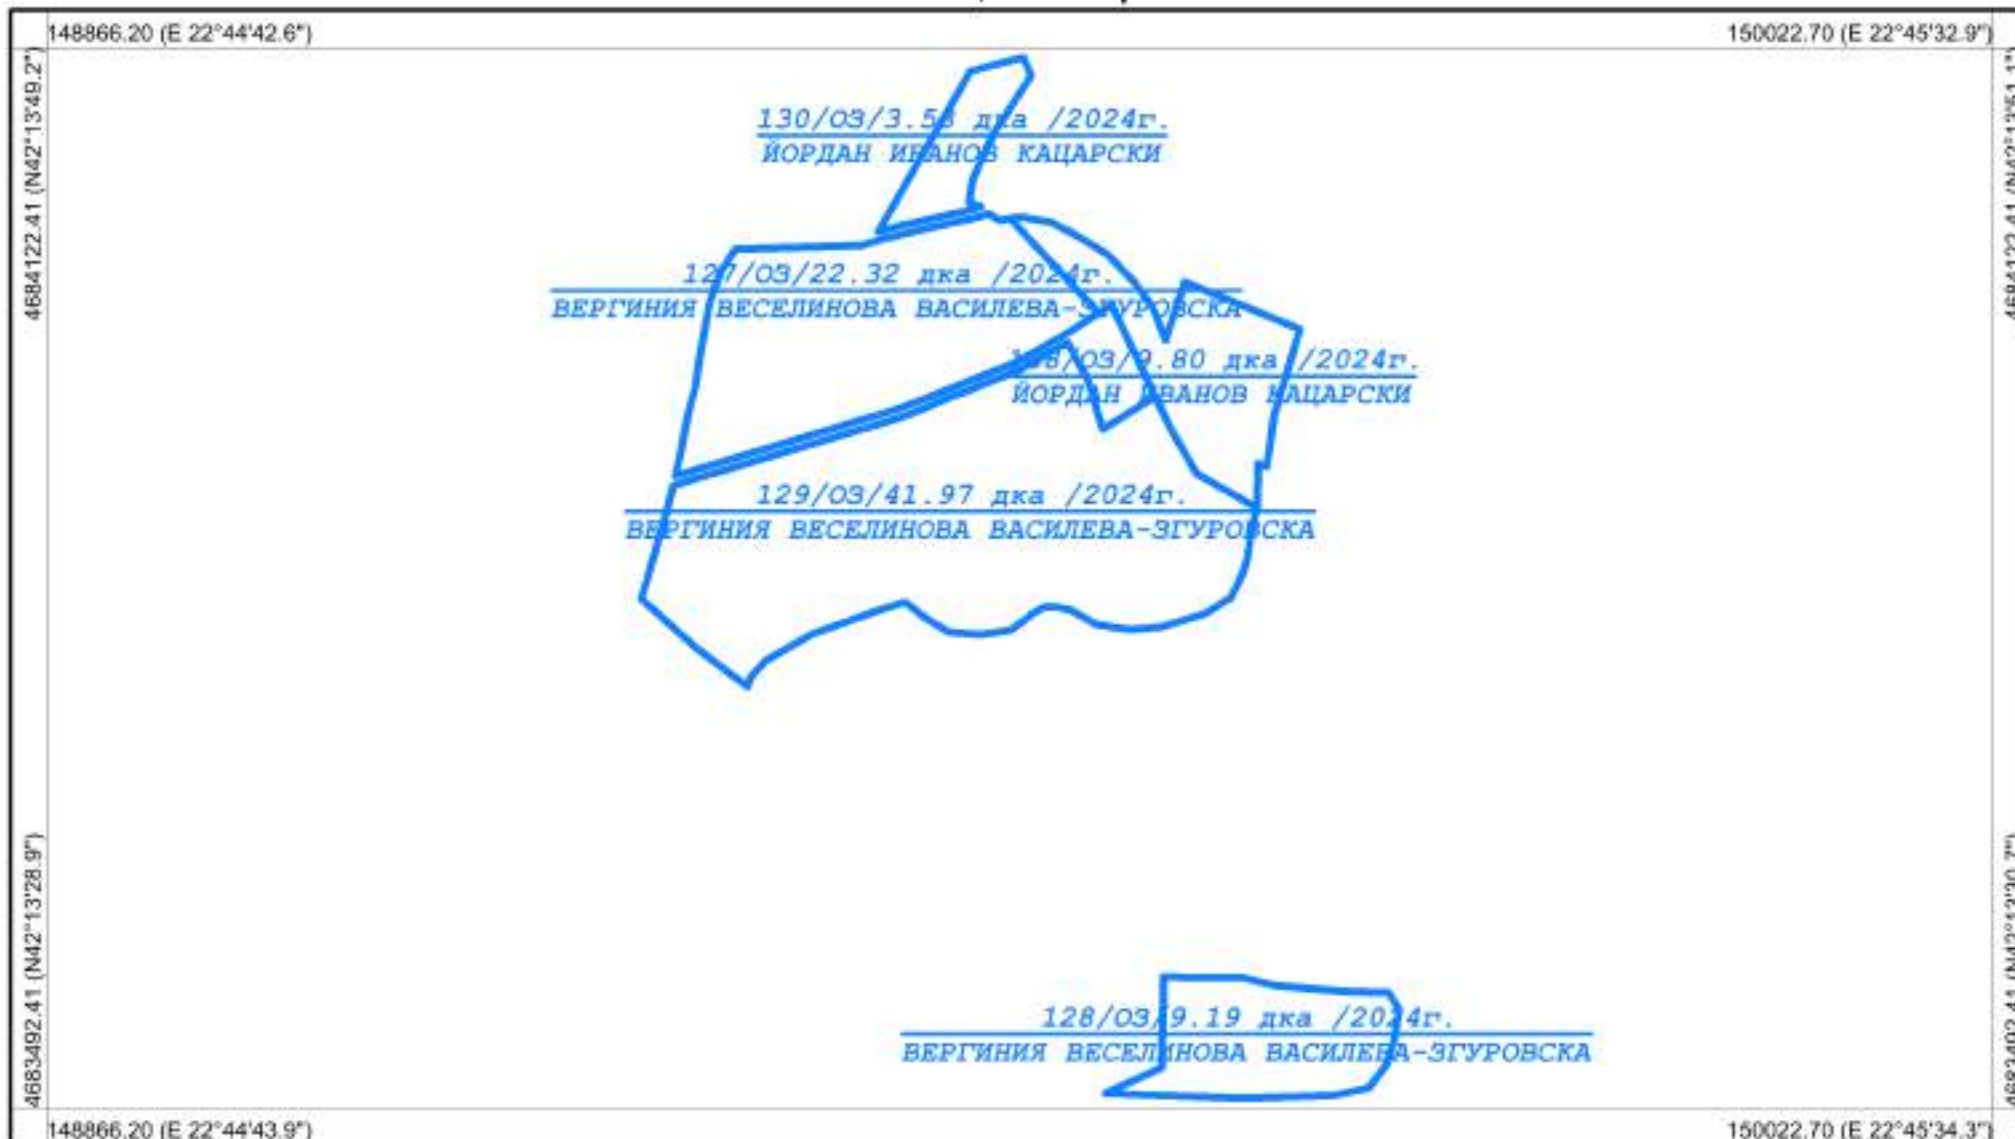 148866.20 (E 22°44'42.6")
150022.70 (E 22°45'32.9")
4684122.41 (N42°13'49.2")
130/ОЗ/3.58 дка /2024г.
ЙОРДАН ИВАНОВ КАЦАРСКИ
127/ОЗ/22.32 дка /2024г.
ВЕРГИНИЯ ВЕСЕЛИНОВА ВАСИЛЕВА-ЗГУРОВСКА
/ОЗ/9.80 дка /2024г.
ЙОРДАН ИВАНОВ КАЦАРСКИ
129/ОЗ/41.97 дка /2024г.
ВЕРГИНИЯ ВЕСЕЛИНОВА ВАСИЛЕВА-ЗГУРОВСКА
4683492.41 (N42°13'28.9")
128/ОЗ/9.19 дка /2024г.
ВЕРГИНИЯ ВЕСЕЛИНОВА ВАСИЛЕВА-ЗГУРОВСКА
148866.20 (E 22°44'43.9")
150022.70 (E 22°45'34.3")